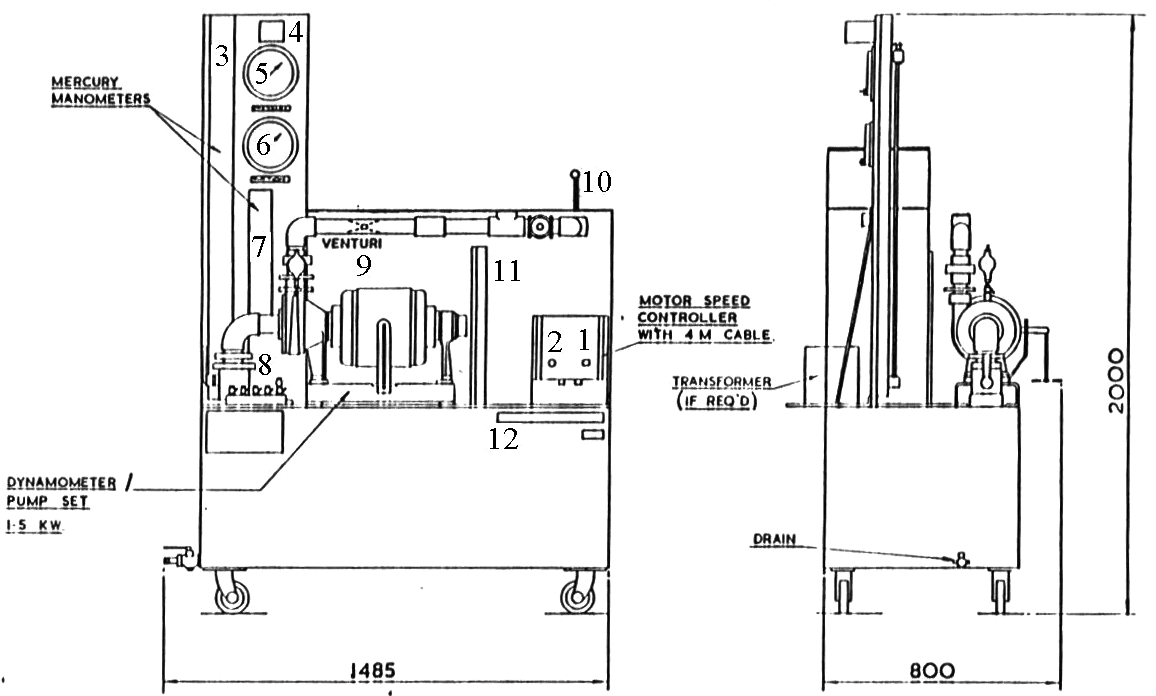 4
3
5
MERCURY
MANOMETERS
6
10
7
VENTURI
9
11
MOTOR SPEED
CONTROLLER
WITH 4 M CABLE.
2 1
8
TRANSFORMER
(IF REQ'D)
2000
12
DYNAMOMETER /
PUMP SET
1·5 KW.
DRAIN
1485
800